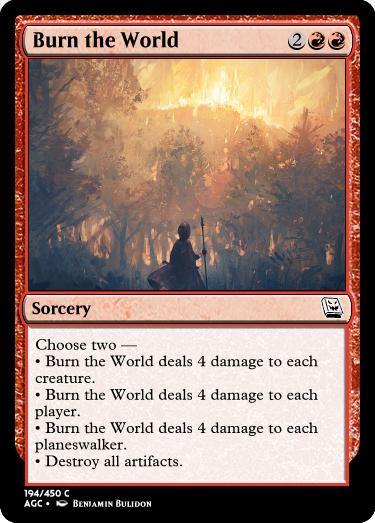 Burn the World 2
Sorcery
Choose two —
• Burn the World deals 4 damage to each
creature.
• Burn the World deals 4 damage to each
player.
• Burn the World deals 4 damage to each
planeswalker.
• Destroy all artifacts.
194/450 C
AGC • Benjamin Bulidon